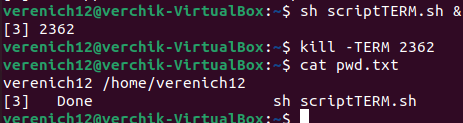 verenich12@verchik-VirtualBox:~$ sh scriptTERM.sh &
[3] 2362
verenich12@verchik-VirtualBox:~$ kill -TERM 2362
verenich12@verchik-VirtualBox:~$ cat pwd.txt
verenich12 /home/verenich12
[3]   Done                    sh scriptTERM.sh
verenich12@verchik-VirtualBox:~$